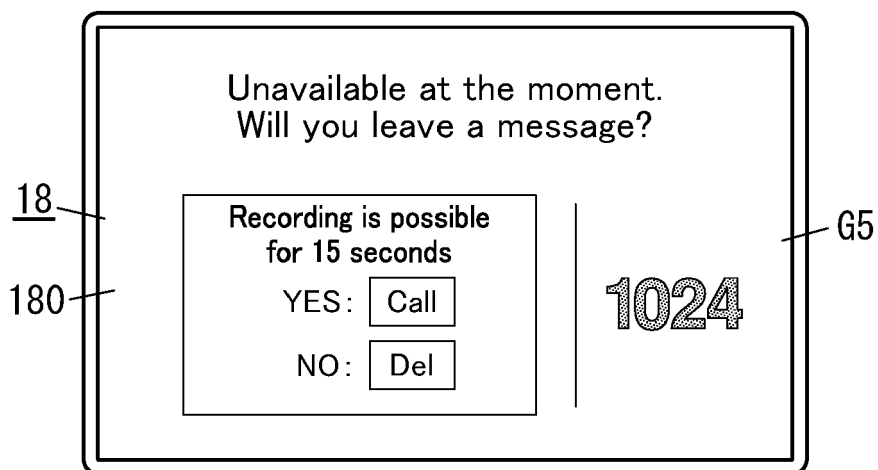 Unavailable at the moment.
Will you leave a message?
18
180
Recording is possible
for 15 seconds
YES: Call
NO: Del
1024
G5